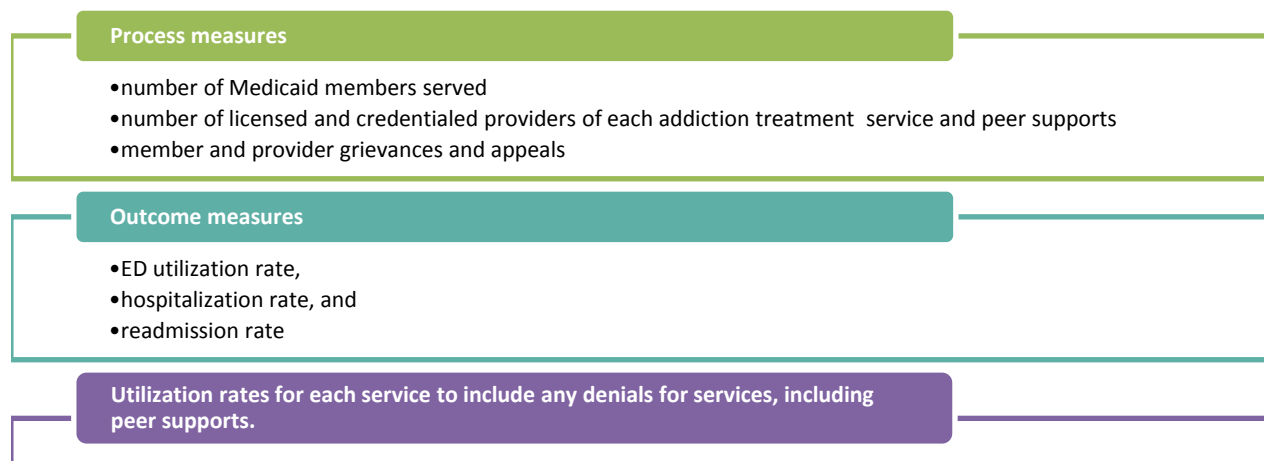 Process measures
•number of Medicaid members served
•number of licensed and credentialed providers of each addiction treatment service and peer supports
•member and provider grievances and appeals
Outcome measures
•ED utilization rate,
•hospitalization rate, and
•readmission rate
Utilization rates for each service to include any denials for services, including
peer supports.